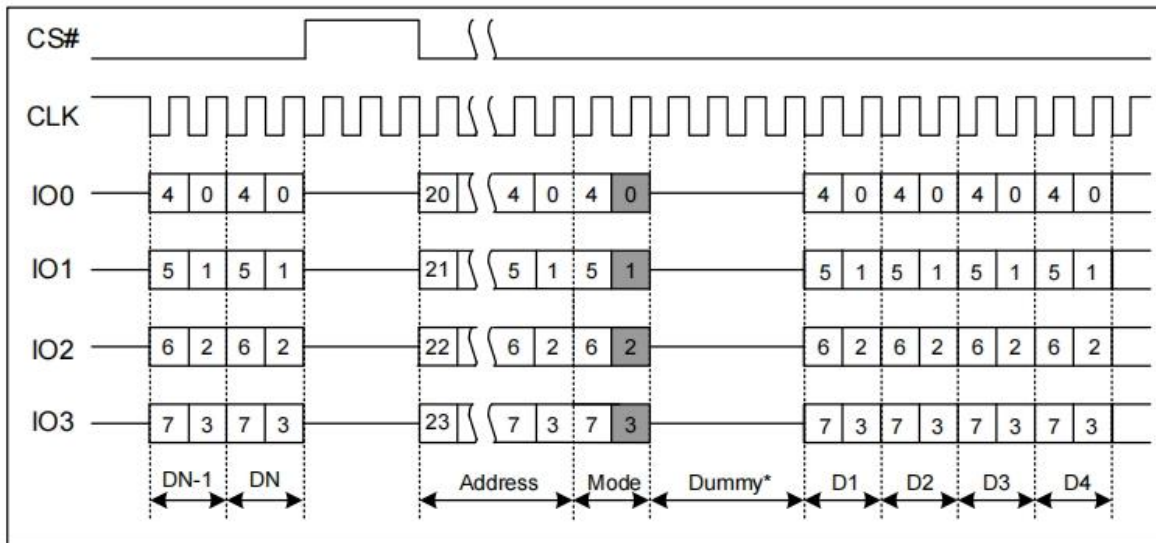 CS#
CLK
IO0 4 0 4 0 20 4 0 4 0 4 0 4 0 4 0 4 0
IO1 5 1 5 1 21 5 1 5 1 5 1 5 1 5 1 5 1
IO2 6 2 6 2 22 6 2 6 2 6 2 6 2 6 2 6 2
IO3 7 3 7 3 23 7 3 7 3 7 3 7 3 7 3 7 3
DN-1 DN Address Mode Dummy* D1 D2 D3 D4